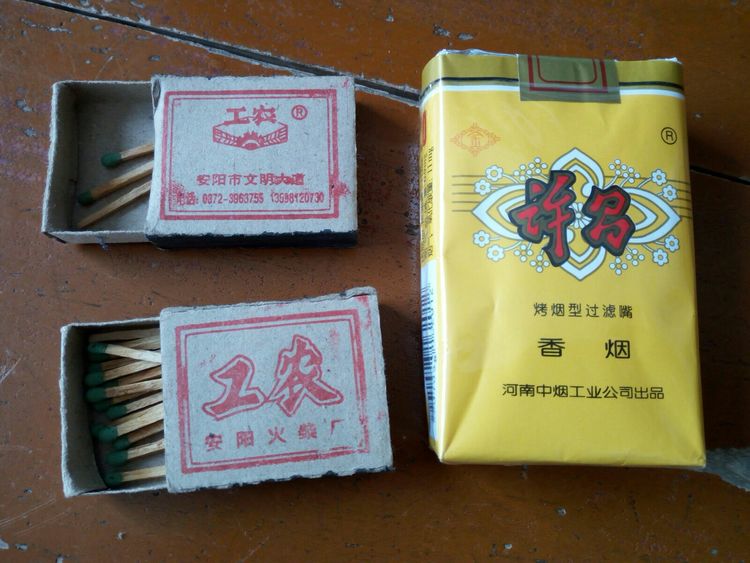 工农®
安阳市文明大道
电话:0372-3963755 13598120730
工农
安阳火柴厂
®
许昌
烤烟型过滤嘴
香烟
河南中烟工业公司出品